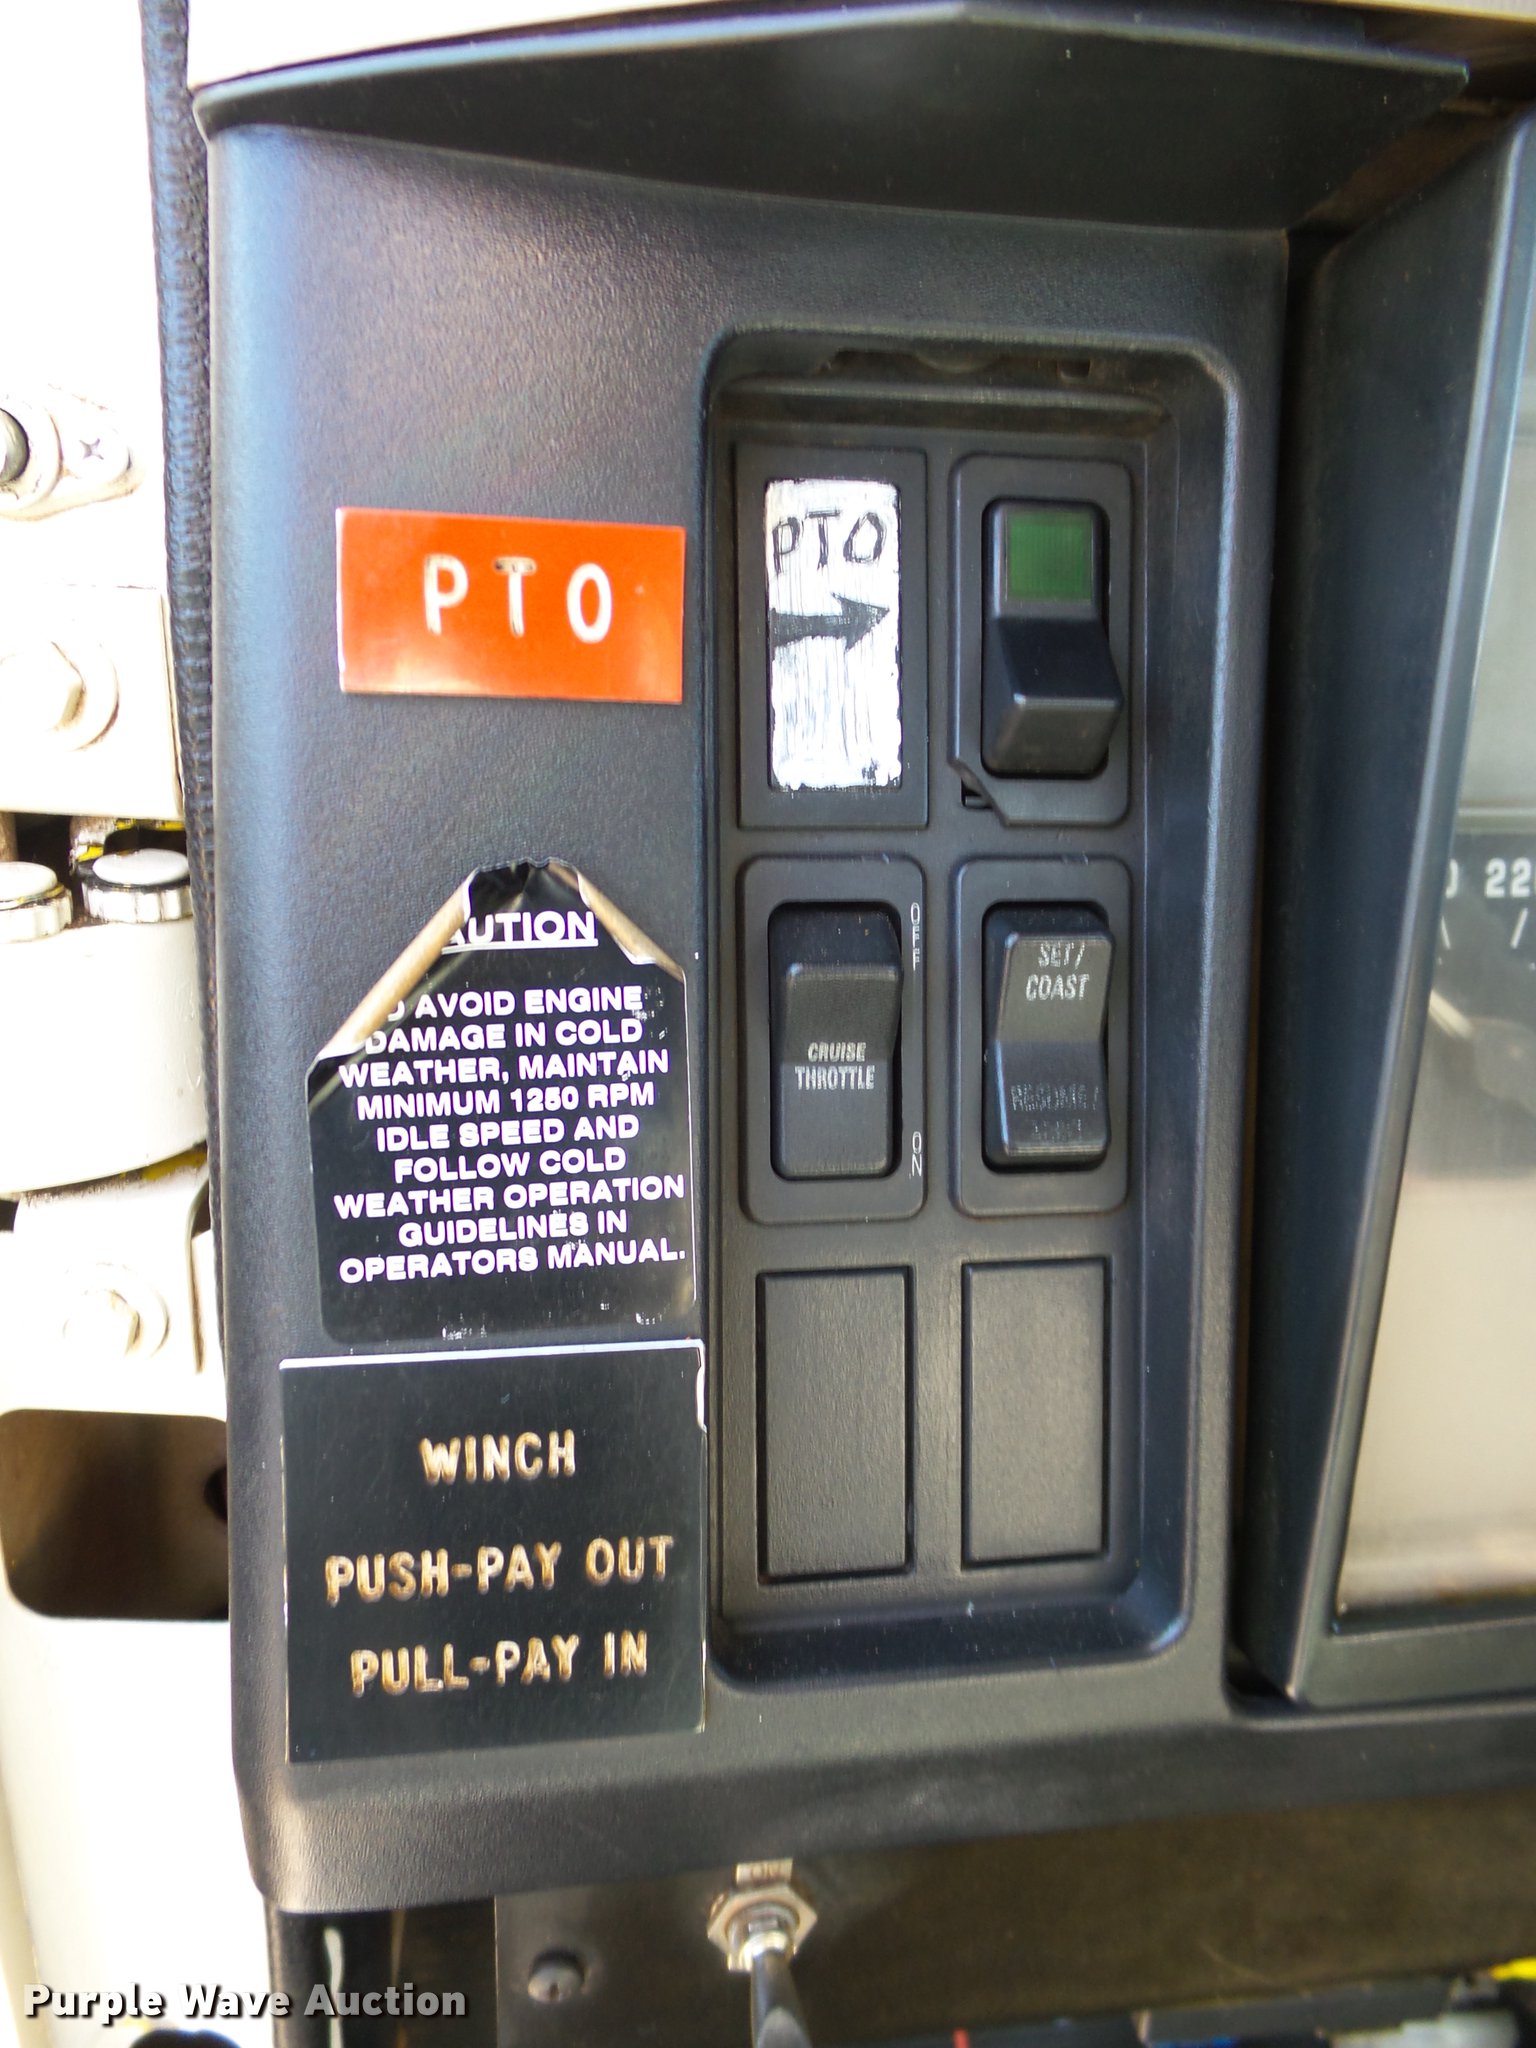 PTO
PTO
AUTION
O AVOID ENGINE
DAMAGE IN COLD
WEATHER, MAINTAIN
MINIMUM 1250 RPM
IDLE SPEED AND
FOLLOW COLD
WEATHER OPERATION
GUIDELINES IN
OPERATORS MANUAL.
OFF
CRUISE
THROTTLE
ON
SET/
COAST
RESUME/
WINCH
PUSH-PAY OUT
PULL-PAY IN
Purple Wave Auction